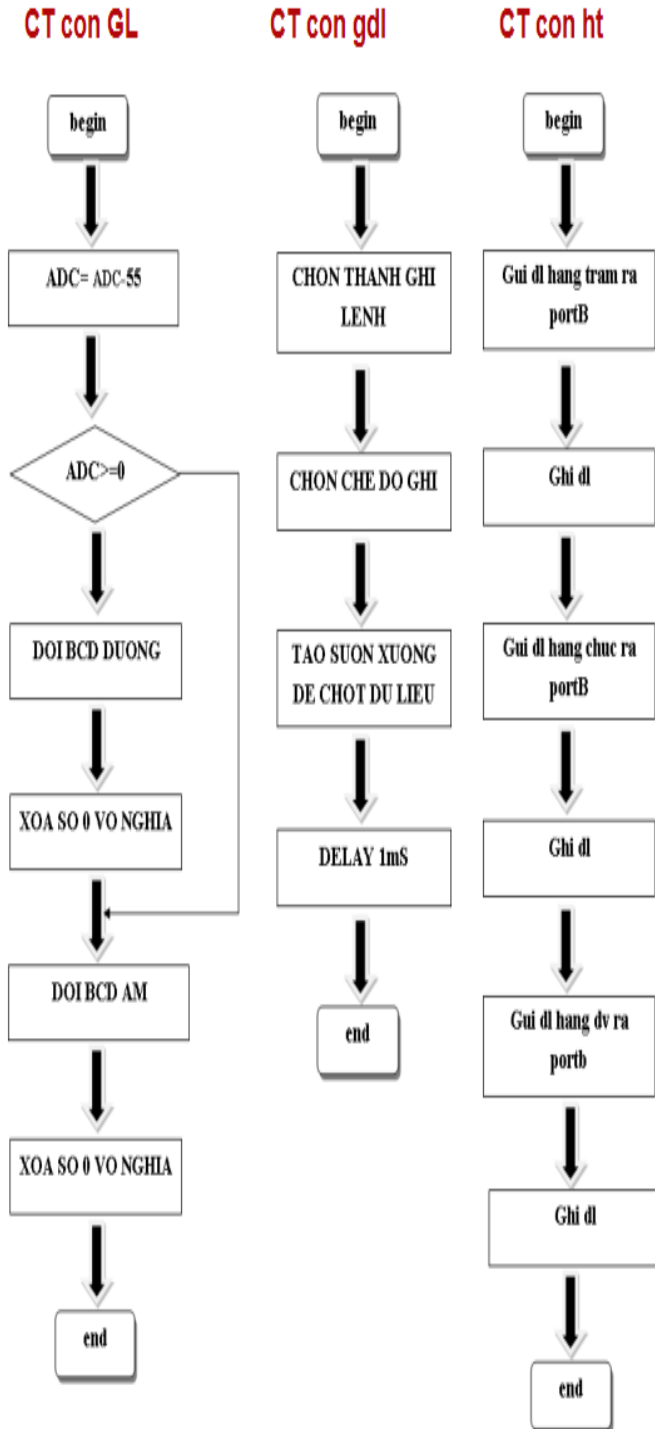 CT con GL
begin
ADC= ADC-55
ADC>=0
DOI BCD DUONG
XOA SO 0 VO NGHIA
DOI BCD AM
XOA SO 0 VO NGHIA
end
CT con gdl
begin
CHON THANH GHI
LENH
CHON CHE DO GHI
TAO SUON XUONG
DE CHOT DU LIEU
DELAY 1mS
end
CT con ht
begin
Gui dl hang tram ra
portB
Ghi dl
Gui dl hang chuc ra
portB
Ghi dl
Gui dl hang dv ra
portb
Ghi dl
end